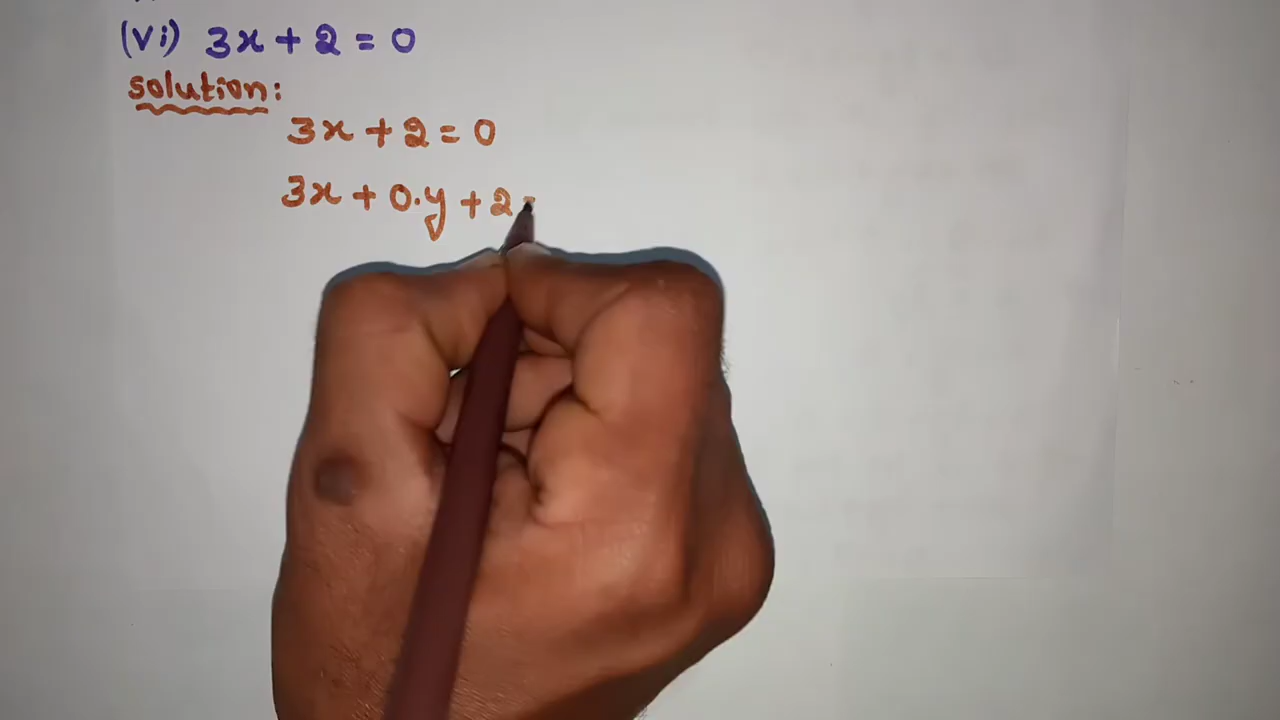 (vi) 3x + 2 = 0
solution:
3x + 2 = 0
3x + 0.y + 2